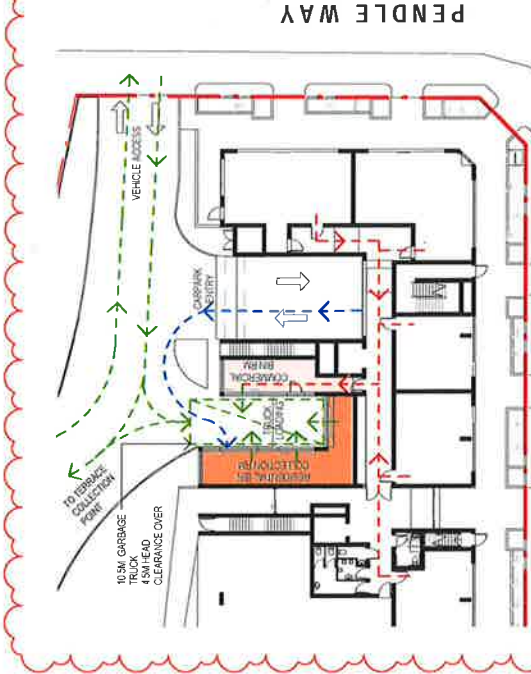 PENDLE WAY
VEHICLE ACCESS
CARPARK
ENTRY
COMMERCIAL
BIN RM
TRUCK
LOADING
RESIDENTIAL BIN
COLLECTION RM
TO TERRACE
COLLECTION
POINT
10.5M GARBAGE
TRUCK
4.5M HEAD
CLEARANCE OVER